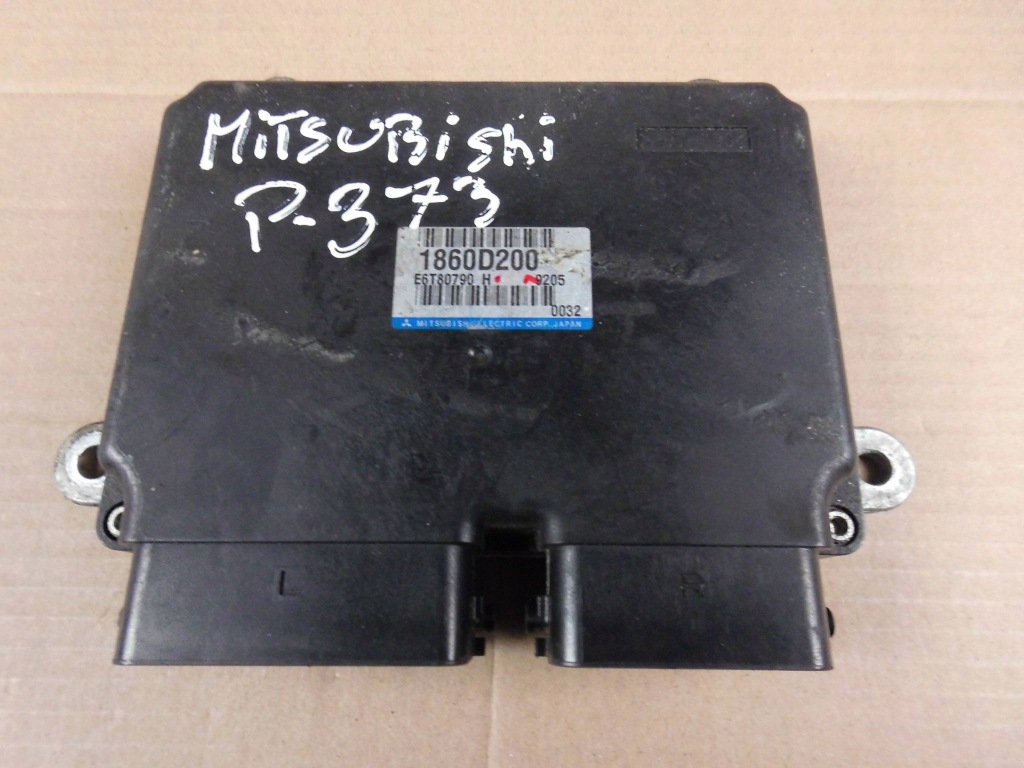 MiTSUBishi
P-373
1860D200
E6T80790 H 9205
0032
MITSUBISHI ELECTRIC CORP. JAPAN
L
R